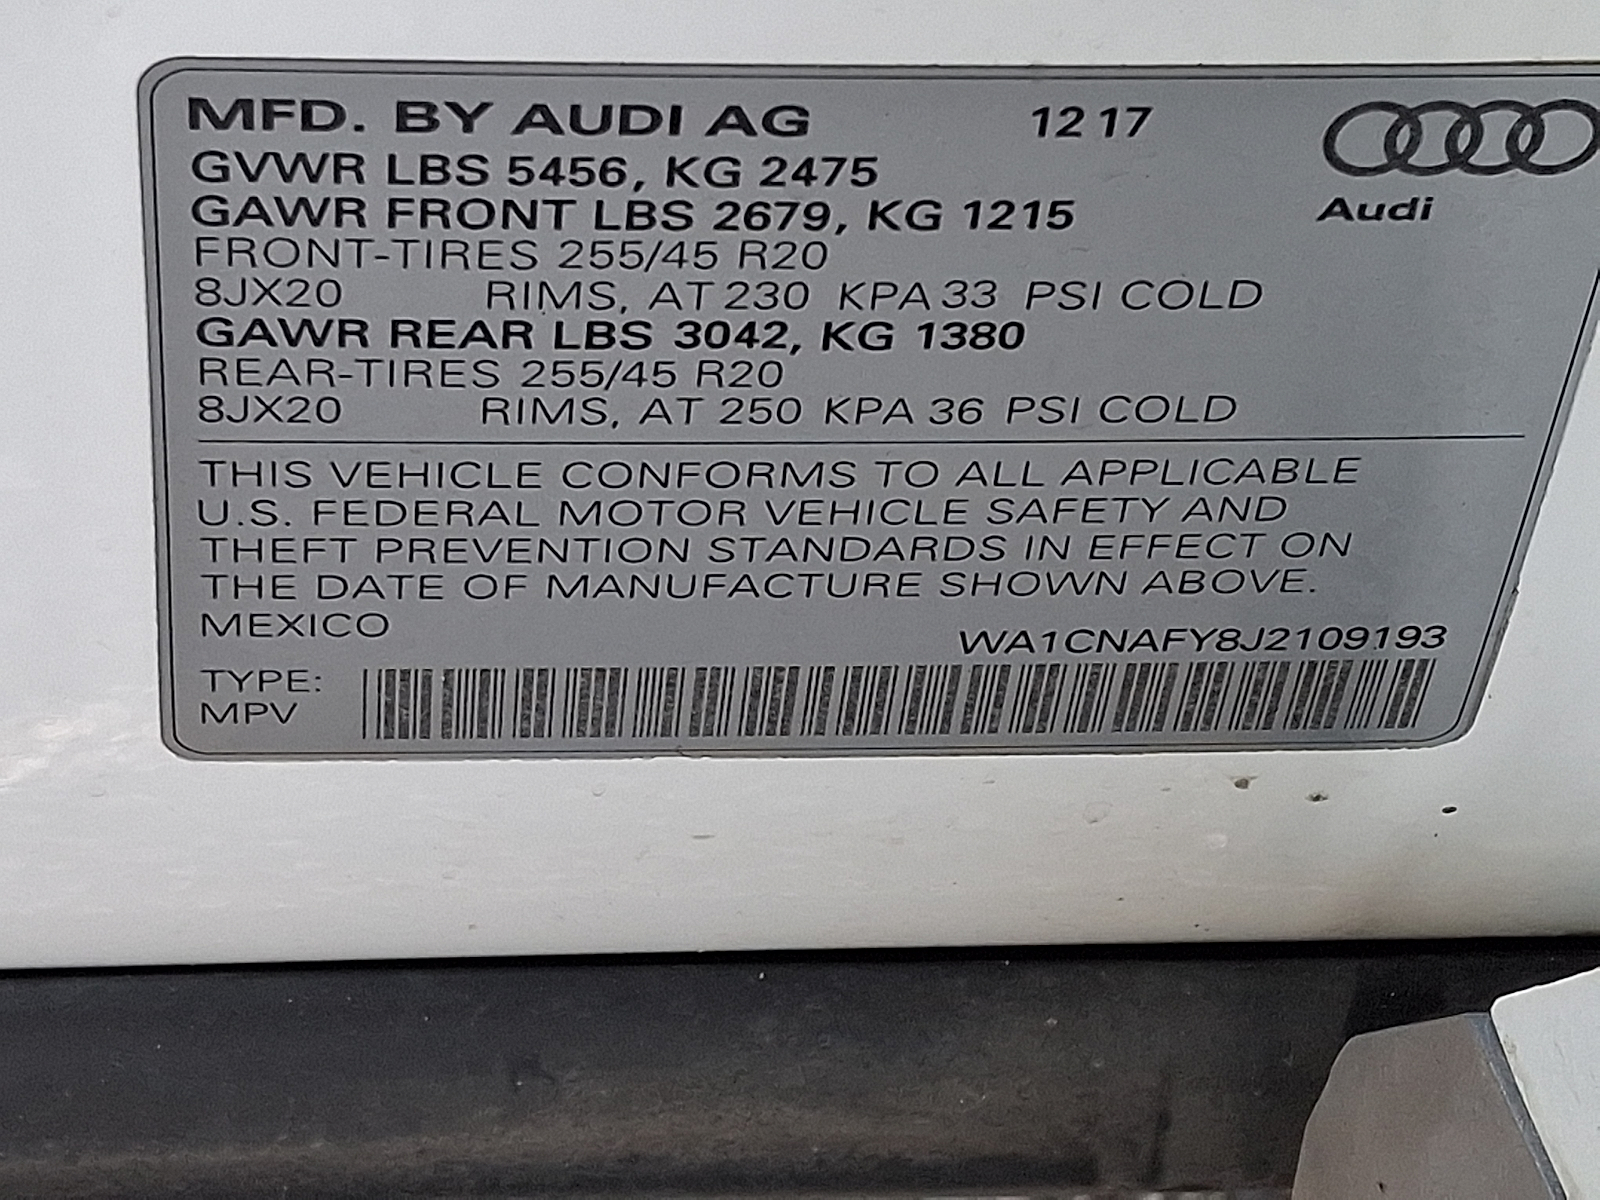 MFD. BY AUDI AG 12 17
GVWR LBS 5456, KG 2475
GAWR FRONT LBS 2679, KG 1215
Audi
FRONT-TIRES 255/45 R20
8JX20 RIMS, AT 230 KPA 33 PSI COLD
GAWR REAR LBS 3042, KG 1380
REAR-TIRES 255/45 R20
8JX20 RIMS, AT 250 KPA 36 PSI COLD
THIS VEHICLE CONFORMS TO ALL APPLICABLE
U.S. FEDERAL MOTOR VEHICLE SAFETY AND
THEFT PREVENTION STANDARDS IN EFFECT ON
THE DATE OF MANUFACTURE SHOWN ABOVE.
MEXICO
WA1CNAFY8J2109193
TYPE:
MPV